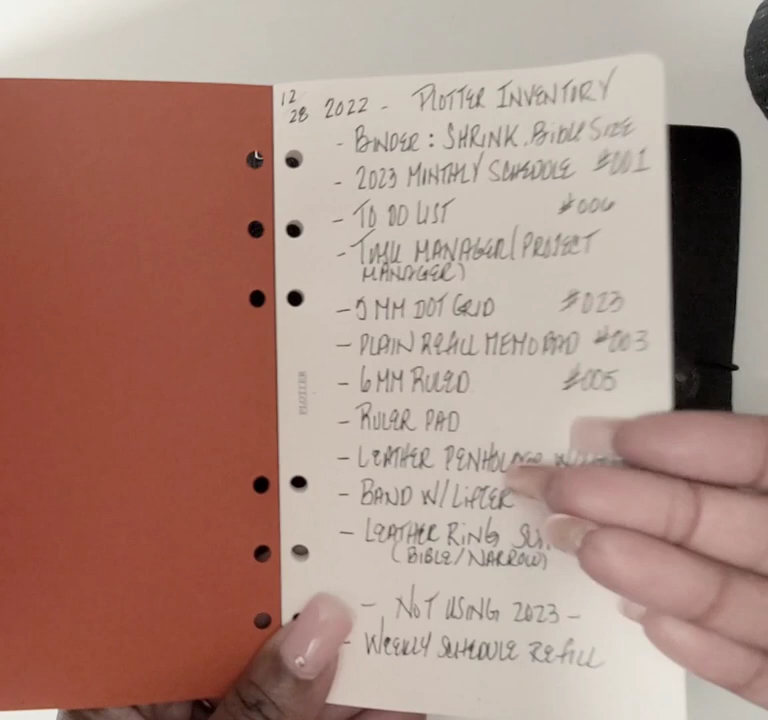 12
28 2022 - PLOTTER INVENTORY
- BINDER: SHRINK. BIBLE SIZE
- 2023 MONTHLY SCHEDULE #001
- TO DO LIST #006
- TASK MANAGER (PROJECT
MANAGER)
- 5 MM DOT GRID #023
- PLAIN REFILL MEMO PAD #003
- 6 MM RULED #005
- RULER PAD
- LEATHER PENHOLDER
- BAND W/ LIFTER
- LEATHER RING
(BIBLE/NARROW)
- NOT USING 2023 -
- WEEKLY SCHEDULE REFILL
PLOTTER